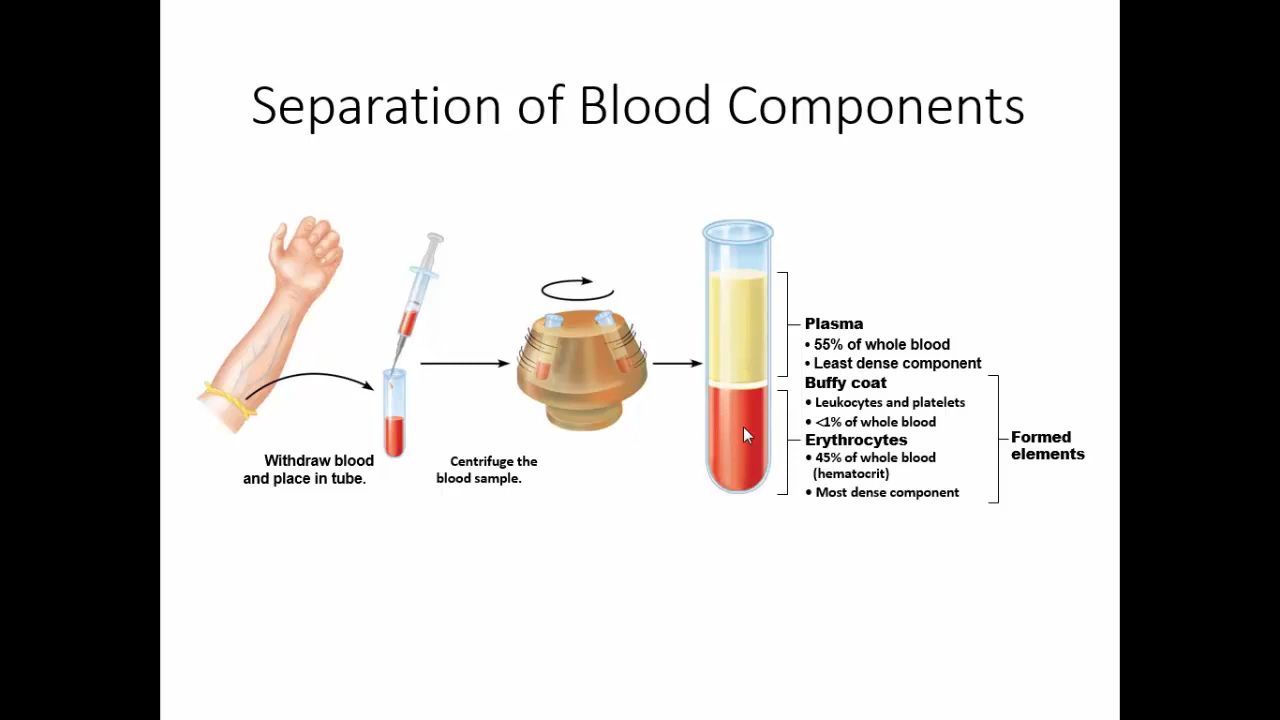 Separation of Blood Components
Withdraw blood
and place in tube.
Centrifuge the
blood sample.
Plasma
• 55% of whole blood
• Least dense component
Buffy coat
• Leukocytes and platelets
• <1% of whole blood
Erythrocytes
• 45% of whole blood
(hematocrit)
• Most dense component
Formed
elements